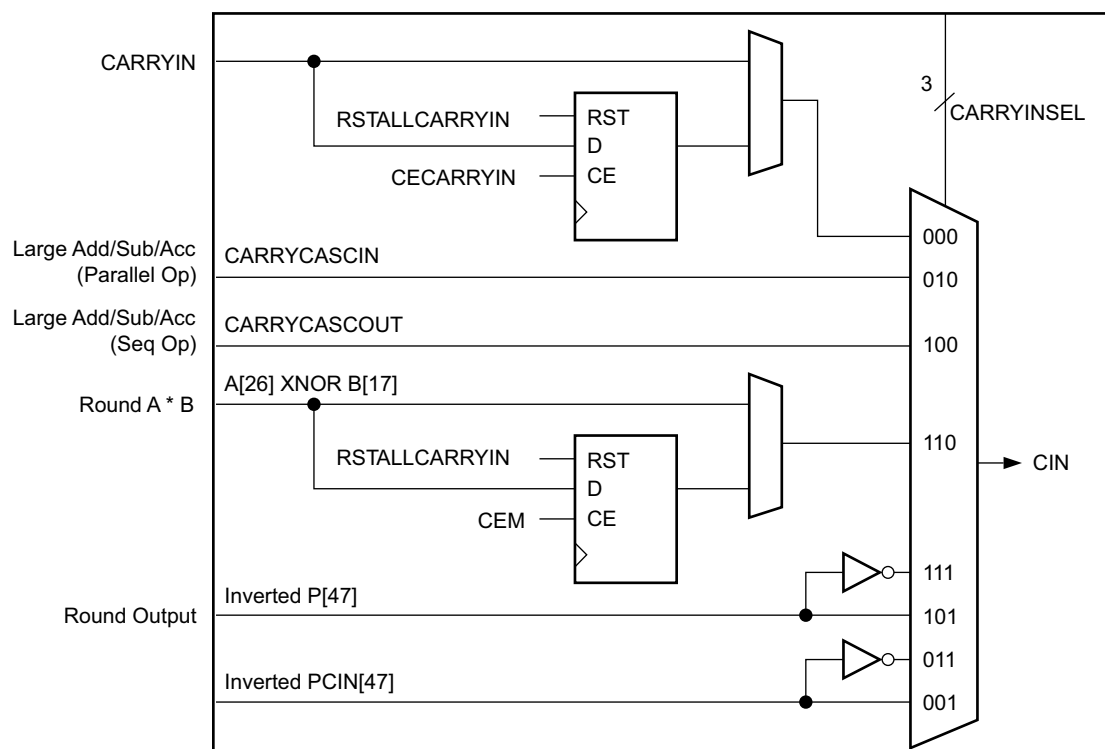 CARRYIN
3
CARRYINSEL
RSTALLCARRYIN
RST
D
CECARRYIN
CE
000
Large Add/Sub/Acc
(Parallel Op)
CARRYCASCIN
010
Large Add/Sub/Acc
(Seq Op)
CARRYCASCOUT
100
A[26] XNOR B[17]
Round A * B
110
RSTALLCARRYIN
RST
D
CEM
CE
CIN
111
Inverted P[47]
Round Output
101
011
Inverted PCIN[47]
001